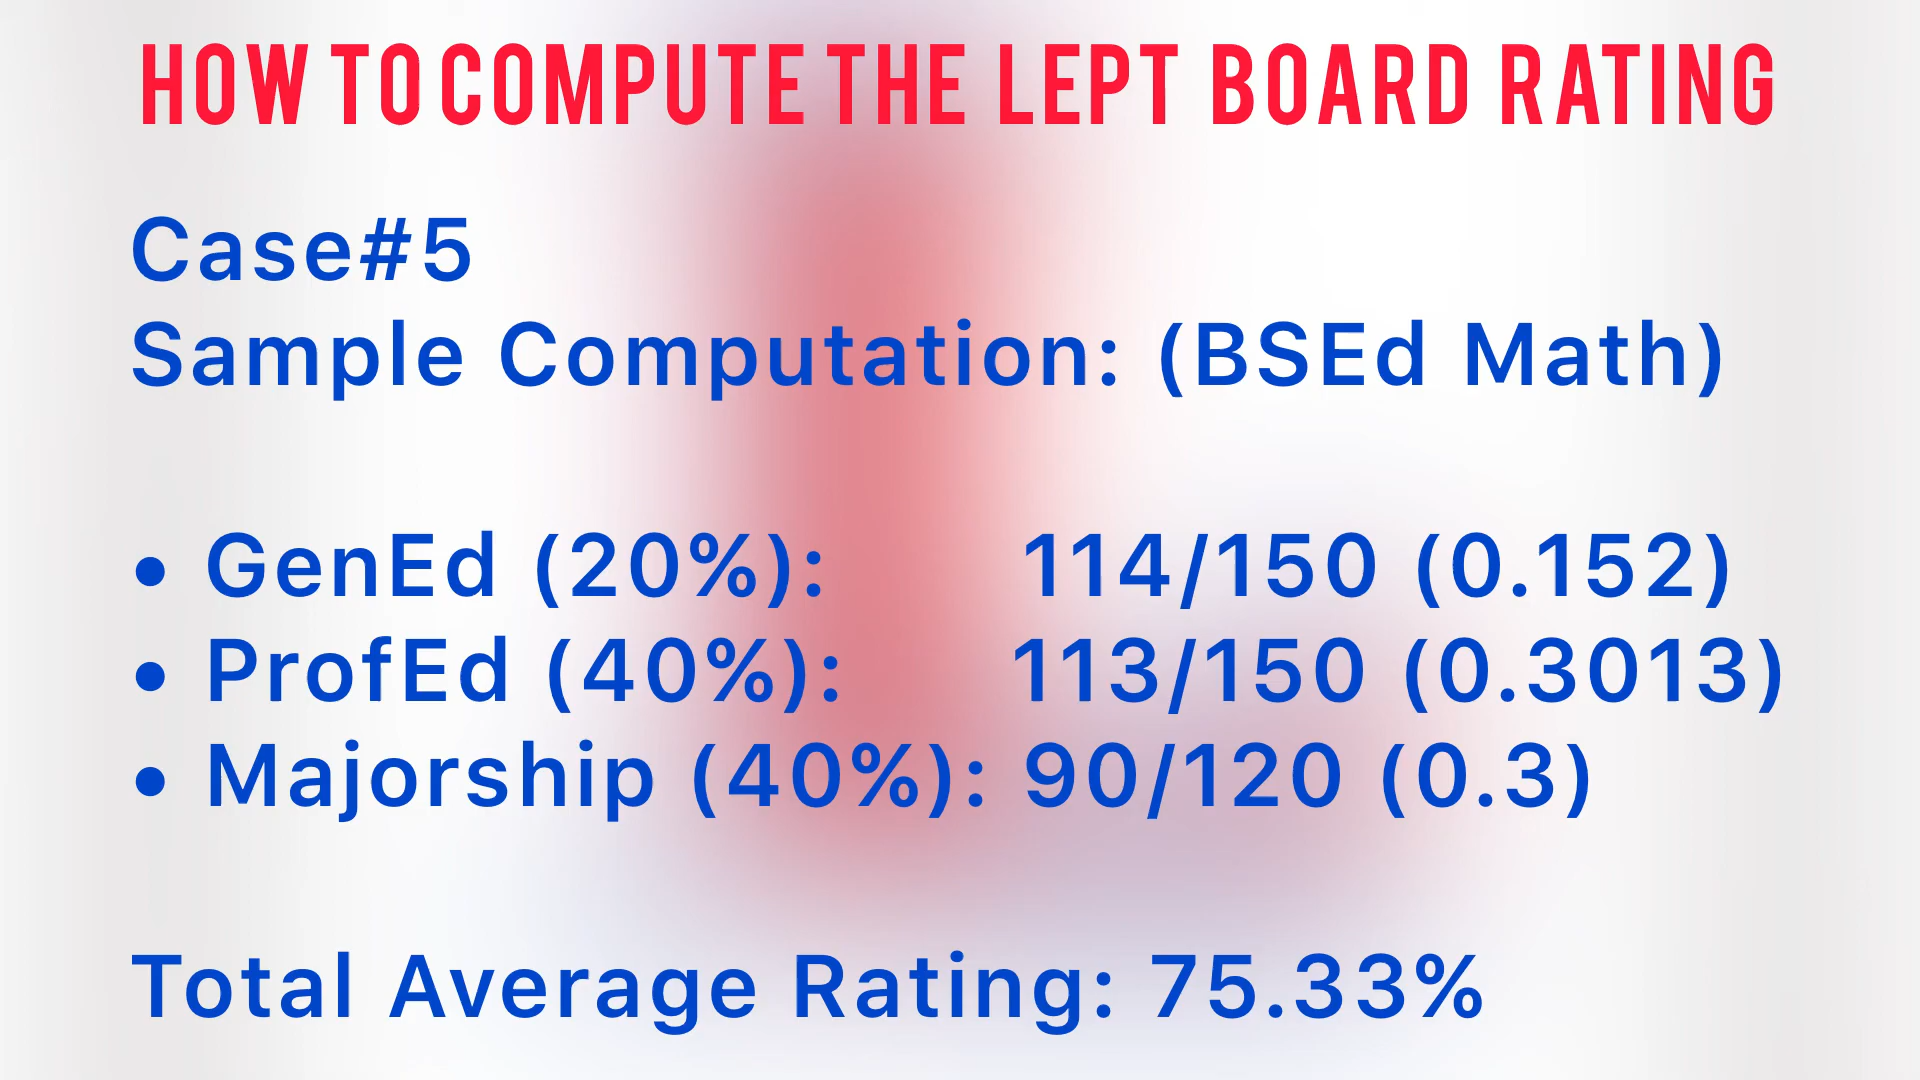 HOW TO COMPUTE THE LEPT BOARD RATING
Case#5
Sample Computation: (BSEd Math)
• GenEd (20%): 114/150 (0.152)
• ProfEd (40%): 113/150 (0.3013)
• Majorship (40%): 90/120 (0.3)
Total Average Rating: 75.33%